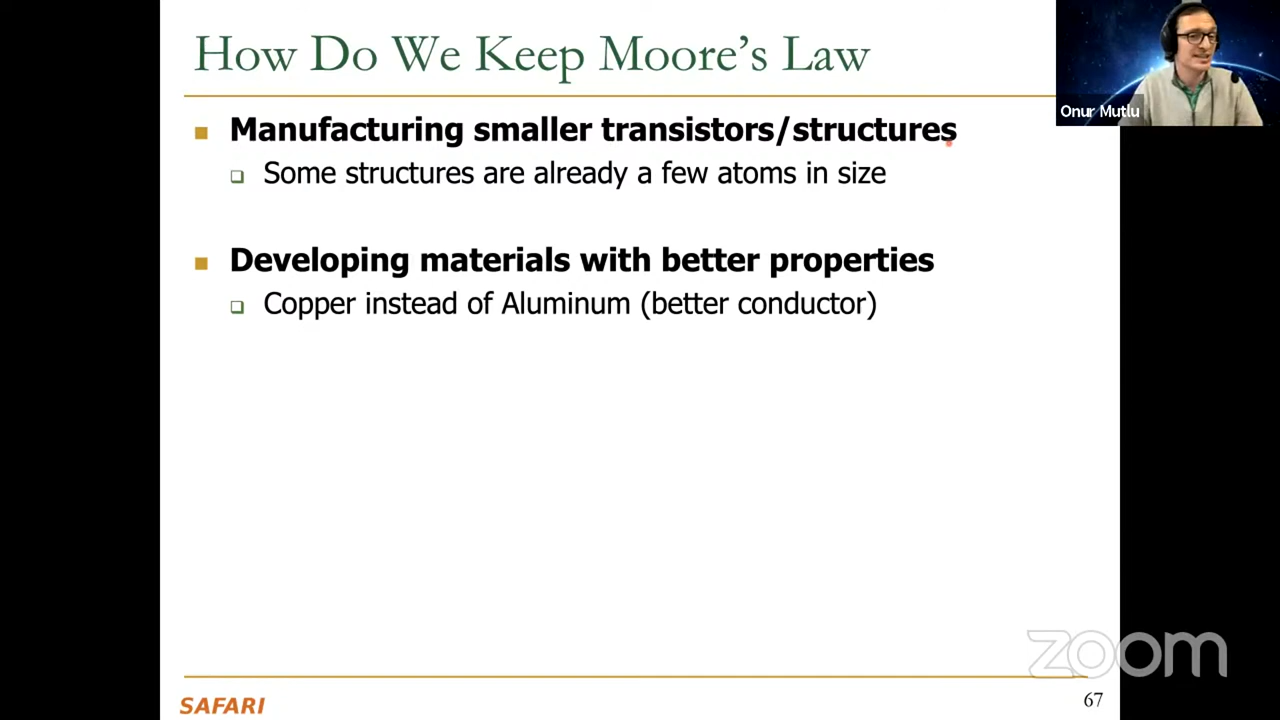 How Do We Keep Moore's Law
Onur Mutlu
Manufacturing smaller transistors/structures
Some structures are already a few atoms in size
Developing materials with better properties
Copper instead of Aluminum (better conductor)
zoom
SAFARI
67